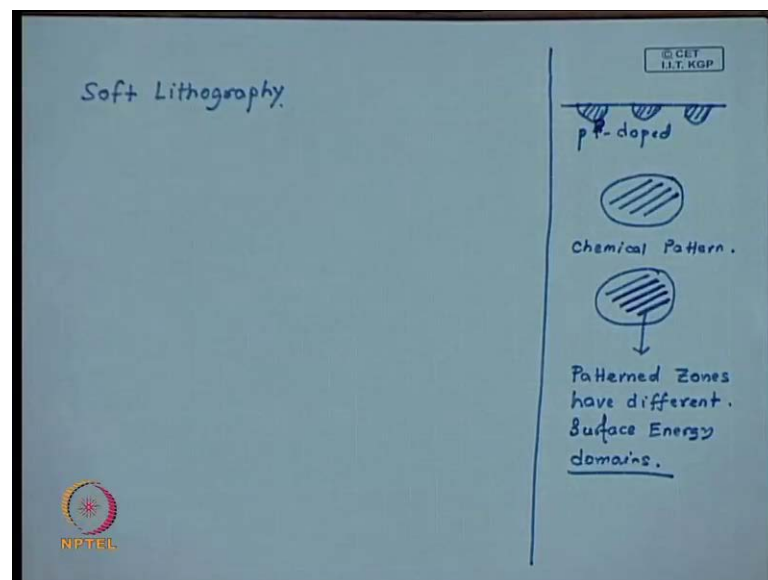 Soft Lithography.
© CET
I.I.T. KGP
p - doped
Chemical Pattern.
Patterned Zones
have different.
Surface Energy
domains.
NPTEL